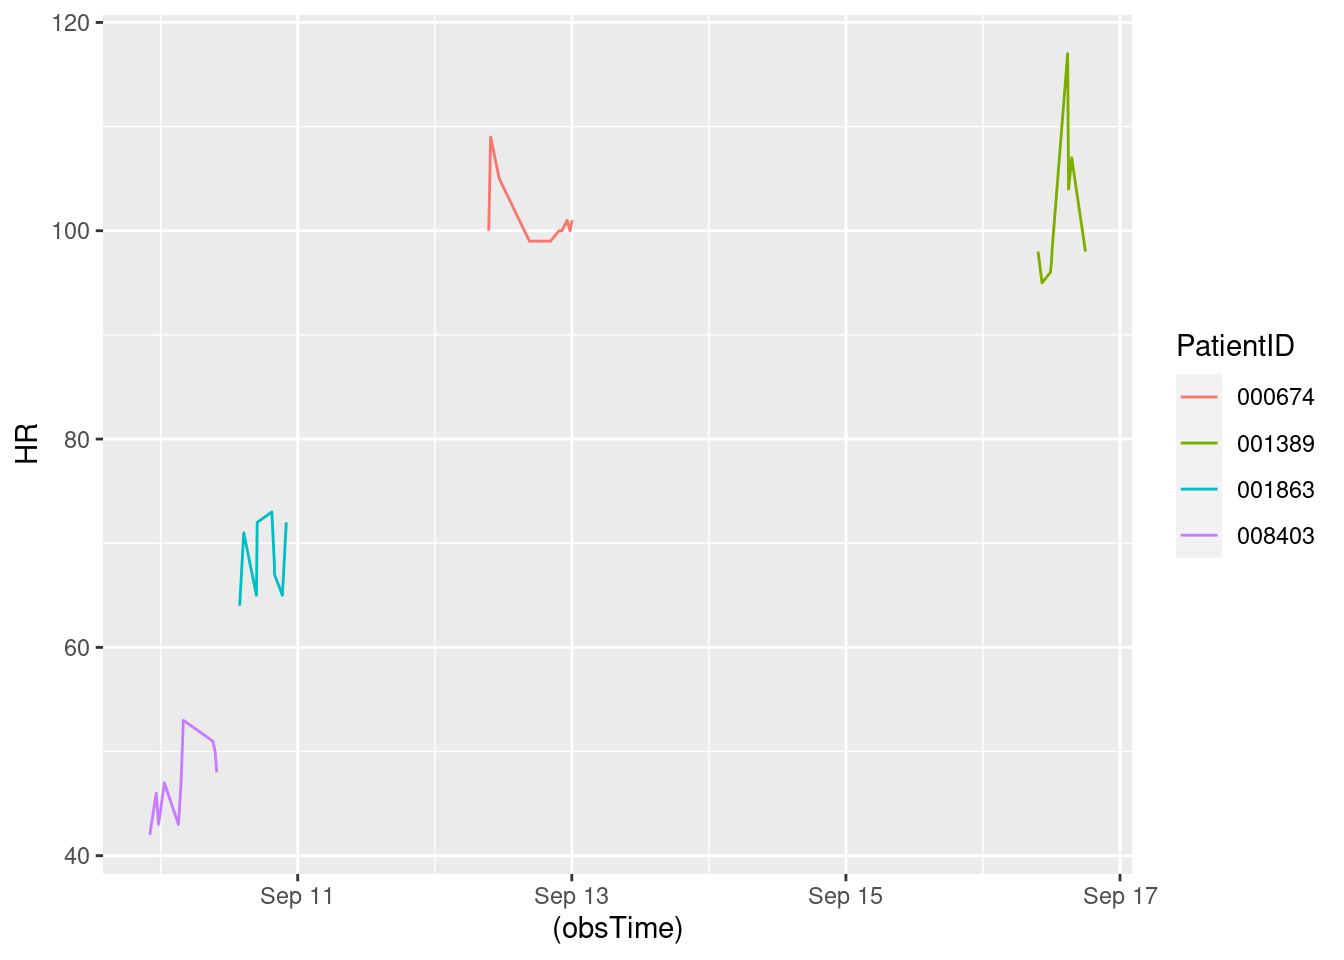 120
100
80
60
40
HR
Sep 11
Sep 13
Sep 15
Sep 17
(obsTime)
PatientID
000674
001389
001863
008403